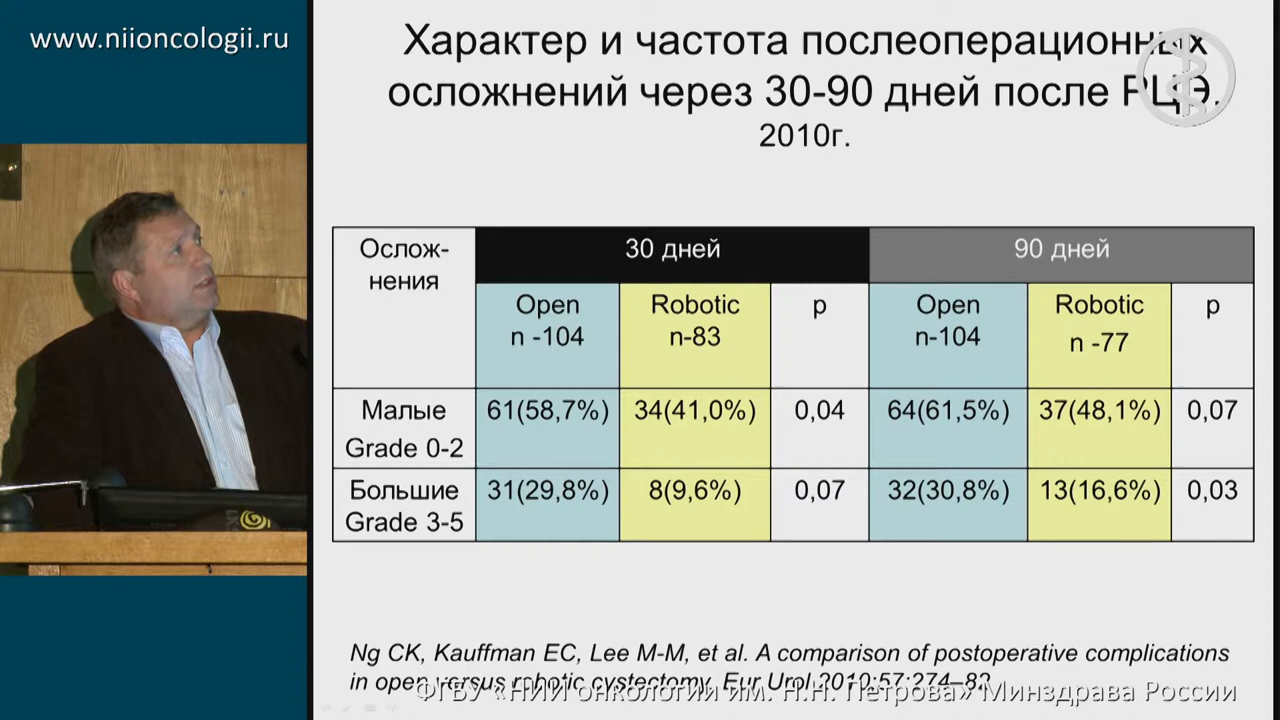 www.niioncologii.ru
Характер и частота послеоперационных
осложнений через 30-90 дней после РЦЭ.
2010г.
Ослож-
нения
30 дней
90 дней
Open
n -104
Robotic
n-83
p
Open
n-104
Robotic
n -77
p
Малые
Grade 0-2
61(58,7%)
34(41,0%)
0,04
64(61,5%)
37(48,1%)
0,07
Большие
Grade 3-5
31(29,8%)
8(9,6%)
0,07
32(30,8%)
13(16,6%)
0,03
Ng CK, Kauffman EC, Lee M-M, et al. A comparison of postoperative complications
in open versus robotic cystectomy. Eur Urol 2010;57:274–82
ФГБУ «НИИ онкологии им. Н.Н. Петрова» Минздрава России